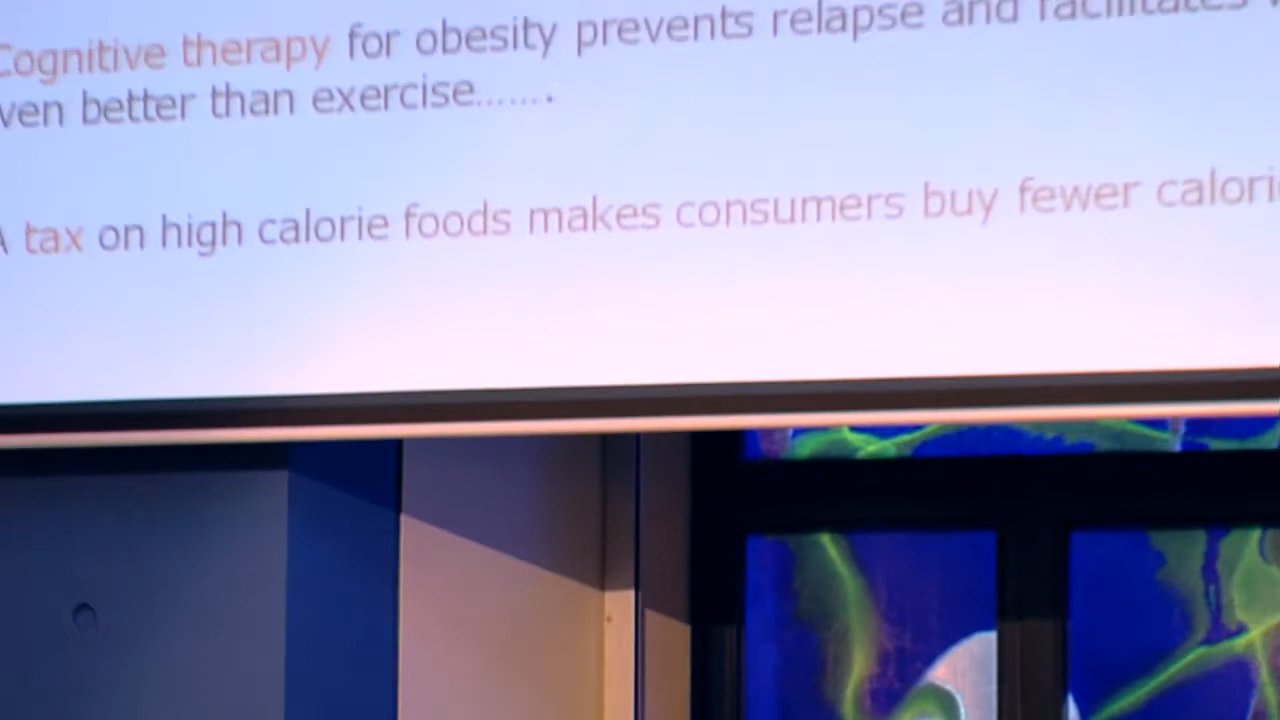 Cognitive therapy for obesity prevents relapse and facilitates
ven better than exercise.......
A tax on high calorie foods makes consumers buy fewer calori